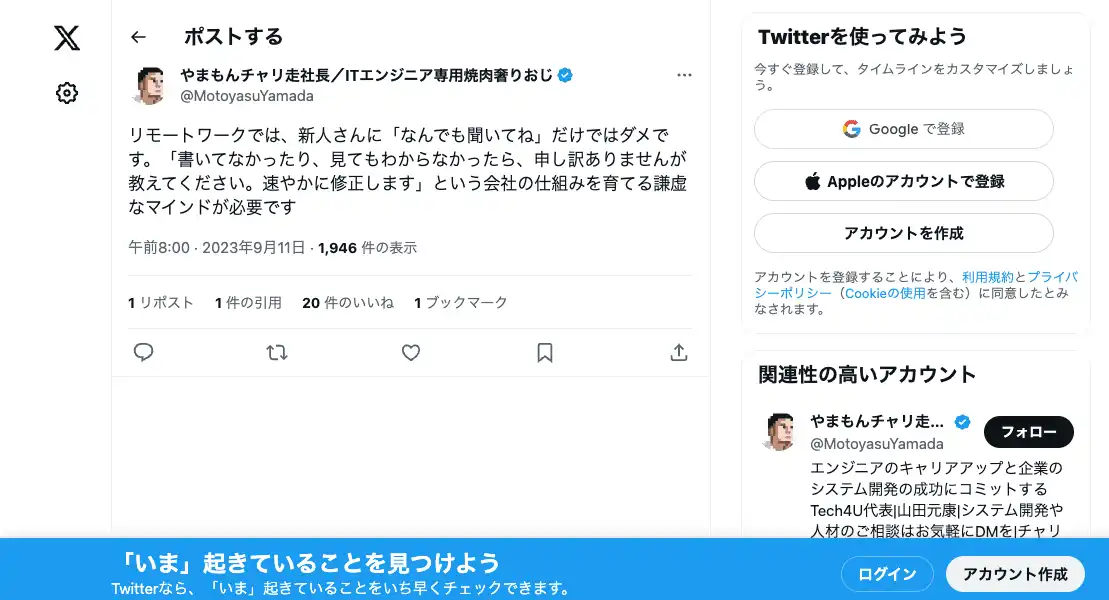 ポストする
やまもんチャリ走社長／ITエンジニア専用焼肉奢りおじ
@MotoyasuYamada
リモートワークでは、新人さんに「なんでも聞いてね」だけではダメで
す。「書いてなかったり、見てもわからなかったら、申し訳ありませんが
教えてください。速やかに修正します」という会社の仕組みを育てる謙虚
なマインドが必要です
午前8:00 · 2023年9月11日 · 1,946 件の表示
1 リポスト 1 件の引用 20 件のいいね 1 ブックマーク
Twitterを使ってみよう
今すぐ登録して、タイムラインをカスタマイズしましょ
う。
Google で登録
Appleのアカウントで登録
アカウントを作成
アカウントを登録することにより、利用規約とプライバ
シーポリシー（Cookieの使用を含む）に同意したとみ
なされます。
関連性の高いアカウント
やまもんチャリ走...
@MotoyasuYamada
フォロー
エンジニアのキャリアアップと企業の
システム開発の成功にコミットする
Tech4U代表|山田元康|システム開発や
人材のご相談はお気軽にDMを|チャリ
「いま」起きていることを見つけよう
Twitterなら、「いま」起きていることをいち早くチェックできます。
ログイン
アカウント作成